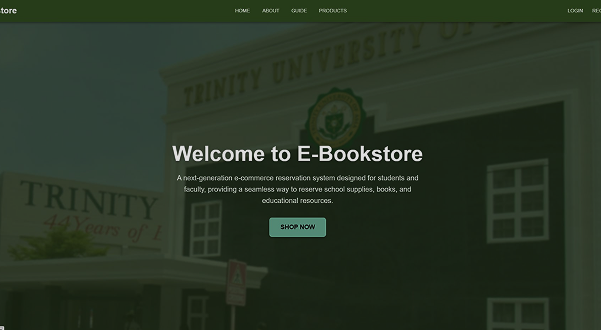 tore
HOME ABOUT GUIDE PRODUCTS LOGIN REG
TRINITY UNIVERSITY OF
Welcome to E-Bookstore
A next-generation e-commerce reservation system designed for students and
faculty, providing a seamless way to reserve school supplies, books, and
educational resources.
TRINITY
44 Years of E
SHOP NOW